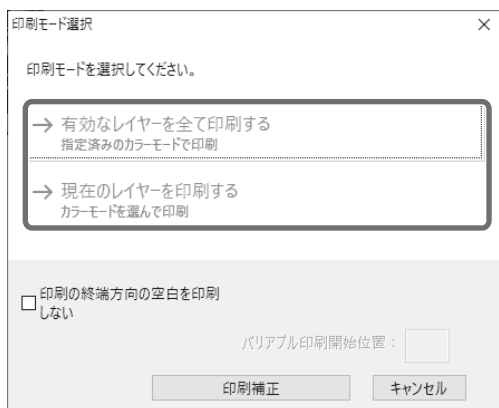 印刷モード選択
印刷モードを選択してください。
→ 有効なレイヤーを全て印刷する
指定済みのカラーモードで印刷
→ 現在のレイヤーを印刷する
カラーモードを選んで印刷
印刷の終端方向の空白を印刷
しない
バリアブル印刷開始位置：
印刷補正
キャンセル